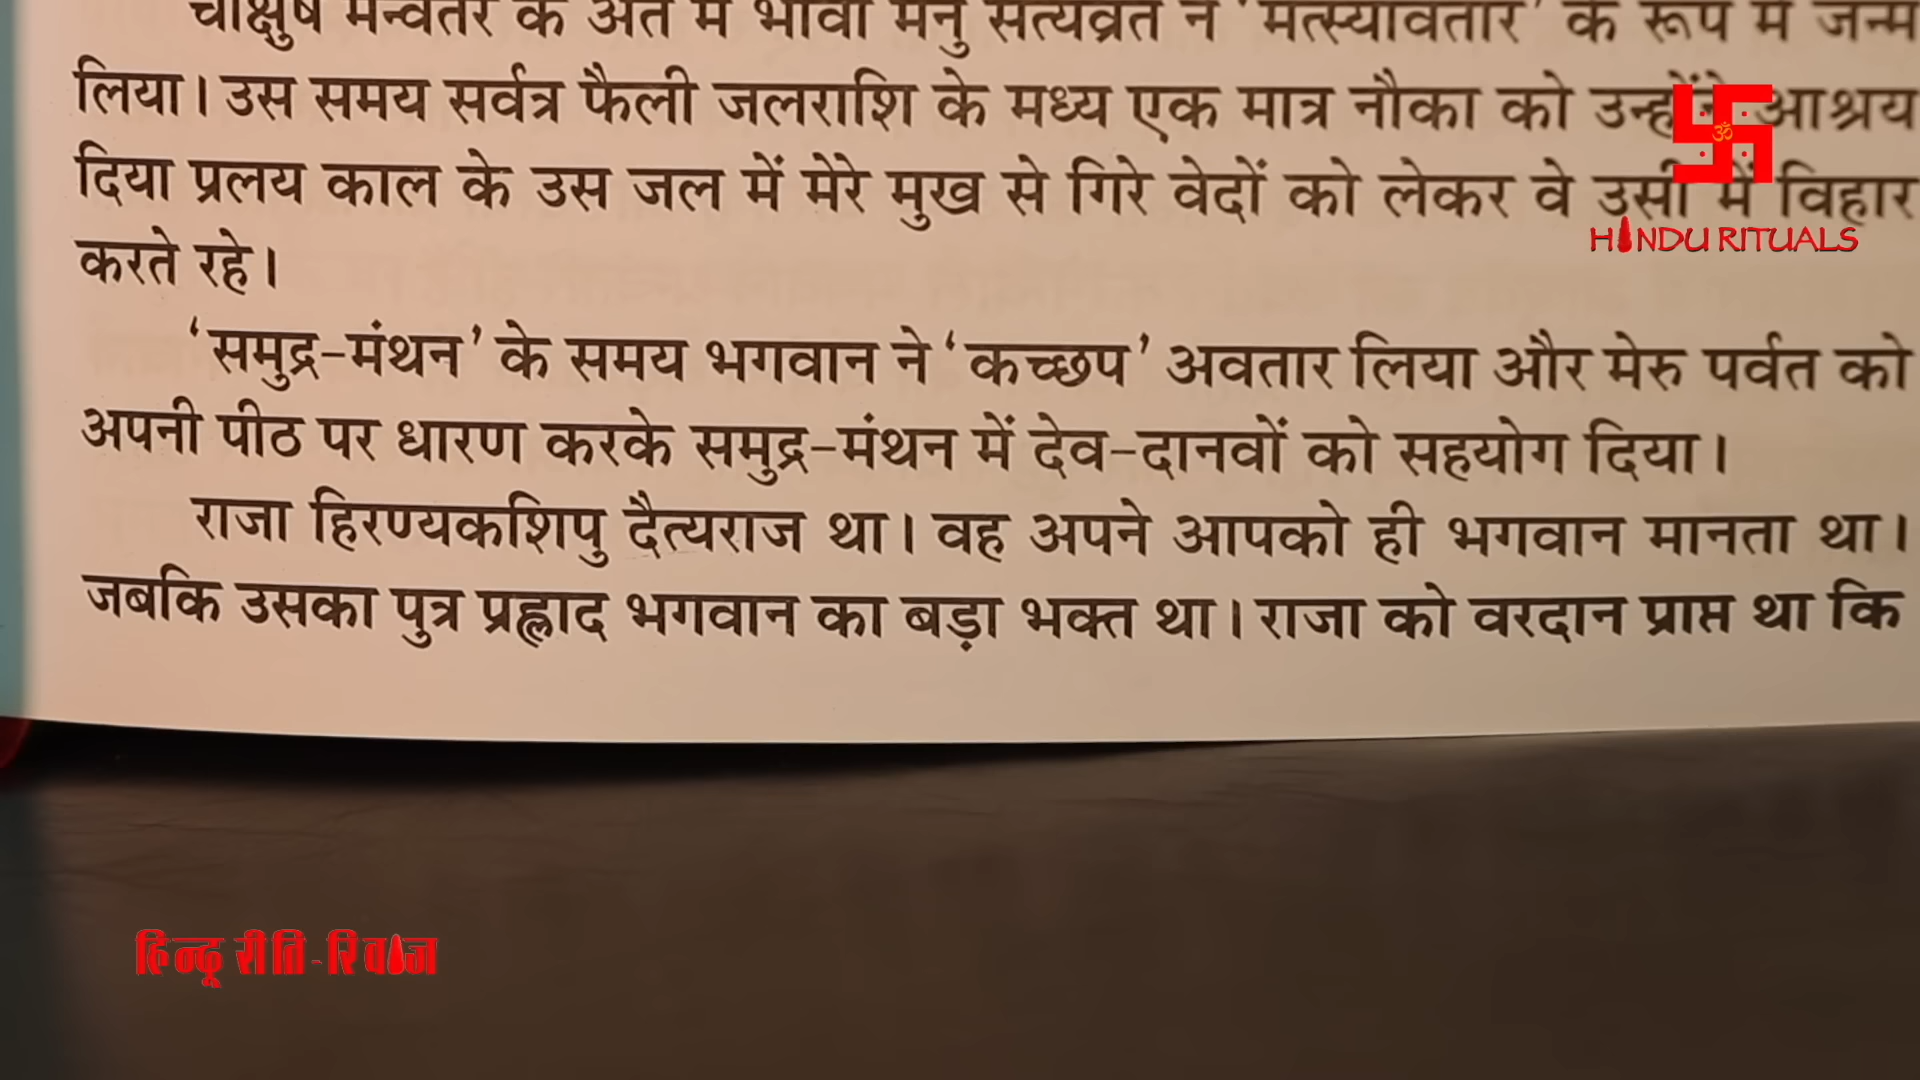 चाक्षुष मन्वंतर के अंत में भावी मनु सत्यव्रत ने ‘मत्स्यावतार’ के रूप में जन्म
लिया। उस समय सर्वत्र फैली जलराशि के मध्य एक मात्र नौका को उन्होंने आश्रय
दिया प्रलय काल के उस जल में मेरे मुख से गिरे वेदों को लेकर वे उसी में विहार
करते रहे।
HINDU RITUALS
‘समुद्र-मंथन’ के समय भगवान ने ‘कच्छप’ अवतार लिया और मेरु पर्वत को
अपनी पीठ पर धारण करके समुद्र-मंथन में देव-दानवों को सहयोग दिया।
राजा हिरण्यकशिपु दैत्यराज था। वह अपने आपको ही भगवान मानता था।
जबकि उसका पुत्र प्रह्लाद भगवान का बड़ा भक्त था। राजा को वरदान प्राप्त था कि
हिन्दू रीति-रिवाज